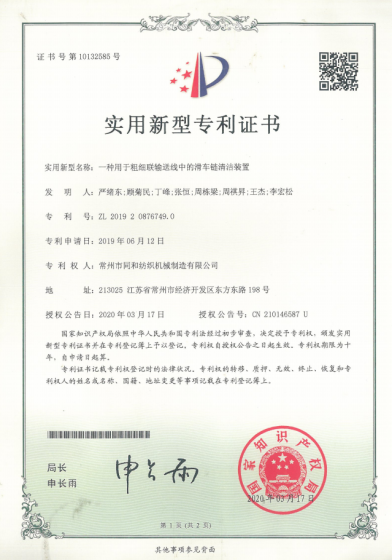 证书号第10132585号
实用新型专利证书
实用新型名称：一种用于粗细联输送线中的滑车链清洁装置
发明人：严绪东;顾菊民;丁峰;张恒;周栋梁;周祺昇;王杰;李宏松
专利号：ZL 2019 2 0876749.0
专利申请日：2019年06月12日
专利权人：常州市同和纺织机械制造有限公司
地址：213025 江苏省常州市经济开发区东方东路198号
授权公告日：2020年03月17日 授权公告号：CN 210146587 U
国家知识产权局依照中华人民共和国专利法经过初步审查，决定授予专利权，颁发实用
新型专利证书并在专利登记簿上予以登记。专利权自授权公告之日起生效。专利权期限为十
年，自申请日起算。
专利证书记载专利权登记时的法律状况。专利权的转移、质押、无效、终止、恢复和专利
权人的姓名或名称、国籍、地址变更等事项记载在专利登记簿上。
局长
申长雨
申长雨
国家知识产权局
2020年03月17日
第1页(共2页)
其他事项参见背面